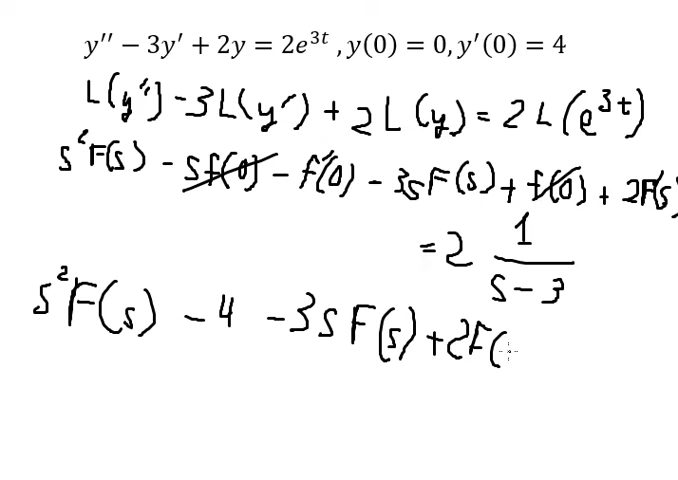 y′′ − 3y′ + 2y = 2e^{3t} , y(0) = 0, y′(0) = 4
L(y″) − 3L(y′) + 2L(y) = 2L(e^{3t})
s²F(s) − sf(0) − f′(0) − 3sF(s) + f(0) + 2F(s)
= 2 1/(s − 3)
s²F(s) − 4 − 3sF(s) + 2F(